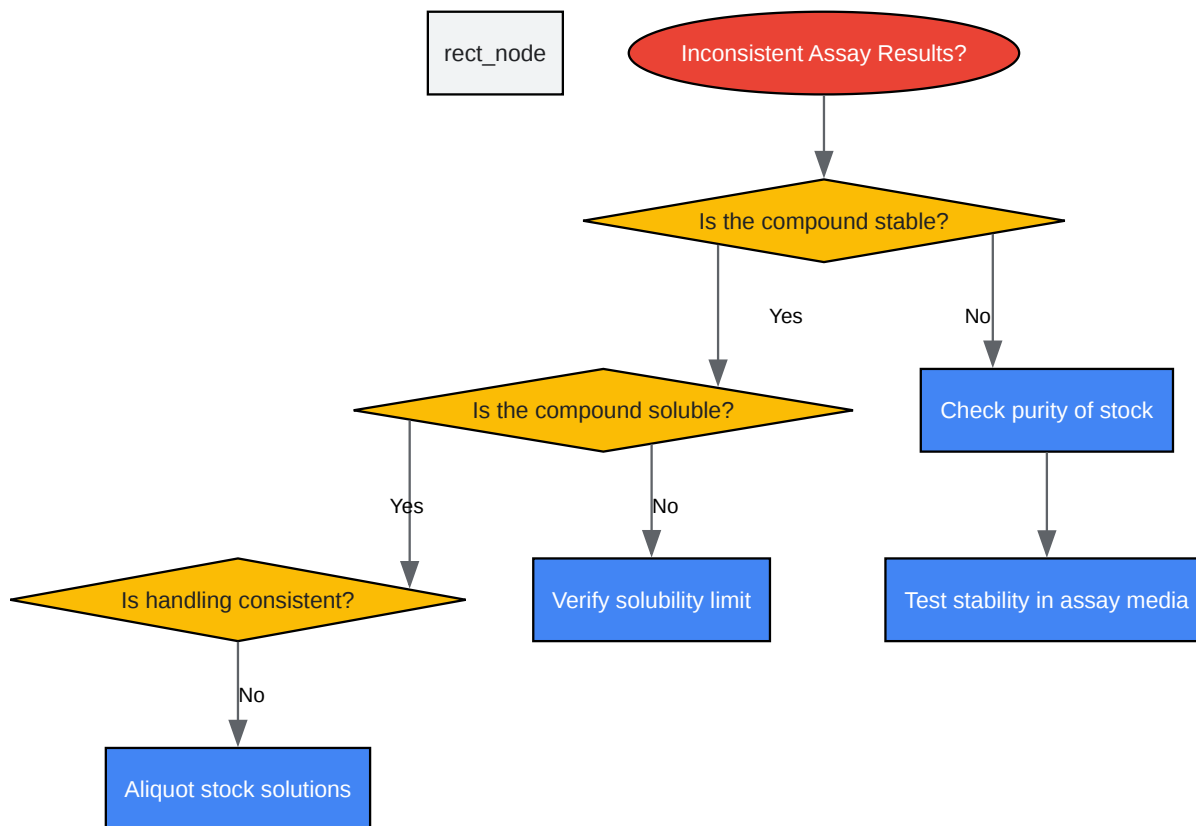 rect_node
Inconsistent Assay Results?
Is the compound stable?
Yes
No
Is the compound soluble?
Check purity of stock
Yes
No
Is handling consistent?
Verify solubility limit
Test stability in assay media
No
Aliquot stock solutions